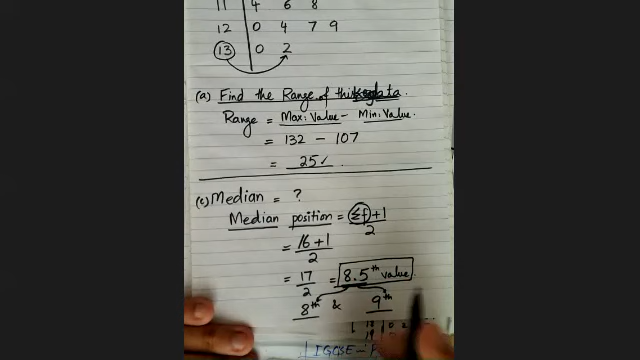 11 | 4 6 8
12 | 0 4 7 9
13 | 0 2
(a) Find the Range of this data.
Range = Max: Value - Min: Value.
= 132 - 107
= 25 ✓.
(c) Median = ?
Median position = Σf + 1 / 2
= 16 + 1 / 2
= 17 / 2 = 8.5th value
8th & 9th
IGCSE -